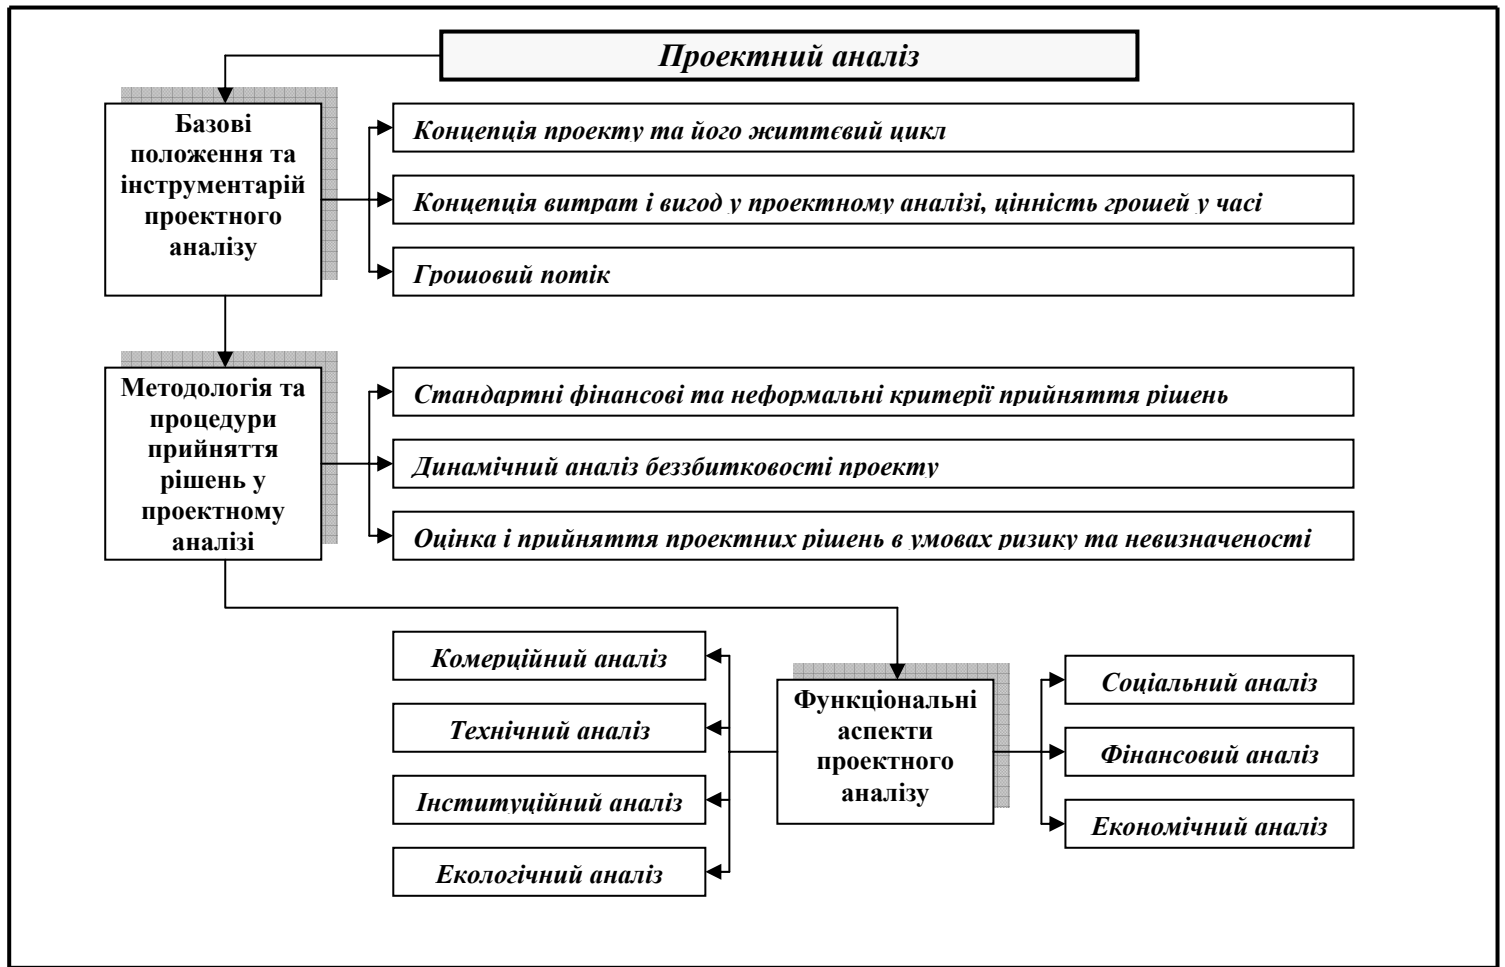 Проектний аналіз
Базові
положення та
інструментарій
проектного
аналізу
Концепція проекту та його життєвий цикл
Концепція витрат і вигод у проектному аналізі, цінність грошей у часі
Грошовий потік
Методологія та
процедури
прийняття
рішень у
проектному
аналізі
Стандартні фінансові та неформальні критерії прийняття рішень
Динамічний аналіз беззбитковості проекту
Оцінка і прийняття проектних рішень в умовах ризику та невизначеності
Комерційний аналіз
Технічний аналіз
Інституційний аналіз
Екологічний аналіз
Функціональні
аспекти
проектного
аналізу
Соціальний аналіз
Фінансовий аналіз
Економічний аналіз